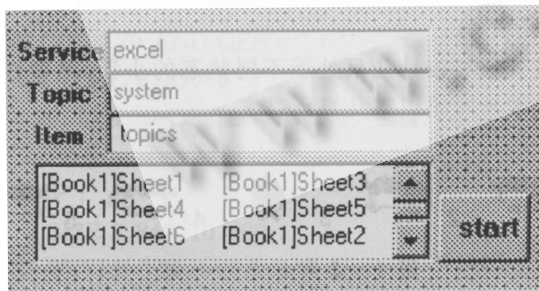 Service excel
Topic system
Item topics
[Book1]Sheet1 [Book1]Sheet3
[Book1]Sheet4 [Book1]Sheet5
[Book1]Sheet6 [Book1]Sheet2
start
www.